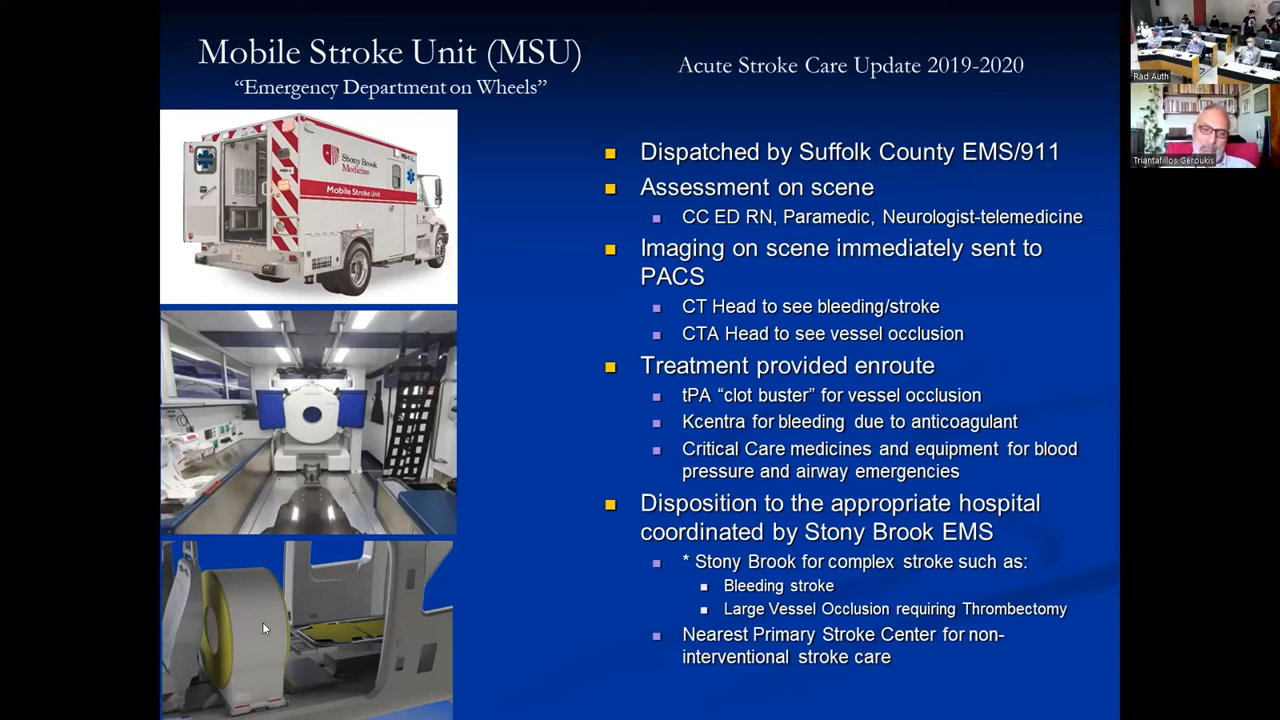 Mobile Stroke Unit (MSU)
“Emergency Department on Wheels”
Acute Stroke Care Update 2019-2020
Stony Brook
Medicine
Mobile Stroke Unit
Dispatched by Suffolk County EMS/911
Assessment on scene
CC ED RN, Paramedic, Neurologist-telemedicine
Imaging on scene immediately sent to
PACS
CT Head to see bleeding/stroke
CTA Head to see vessel occlusion
Treatment provided enroute
tPA “clot buster” for vessel occlusion
Kcentra for bleeding due to anticoagulant
Critical Care medicines and equipment for blood
pressure and airway emergencies
Disposition to the appropriate hospital
coordinated by Stony Brook EMS
* Stony Brook for complex stroke such as:
Bleeding stroke
Large Vessel Occlusion requiring Thrombectomy
Nearest Primary Stroke Center for non-
interventional stroke care
Rad Auth
Triantafillos Geroukis